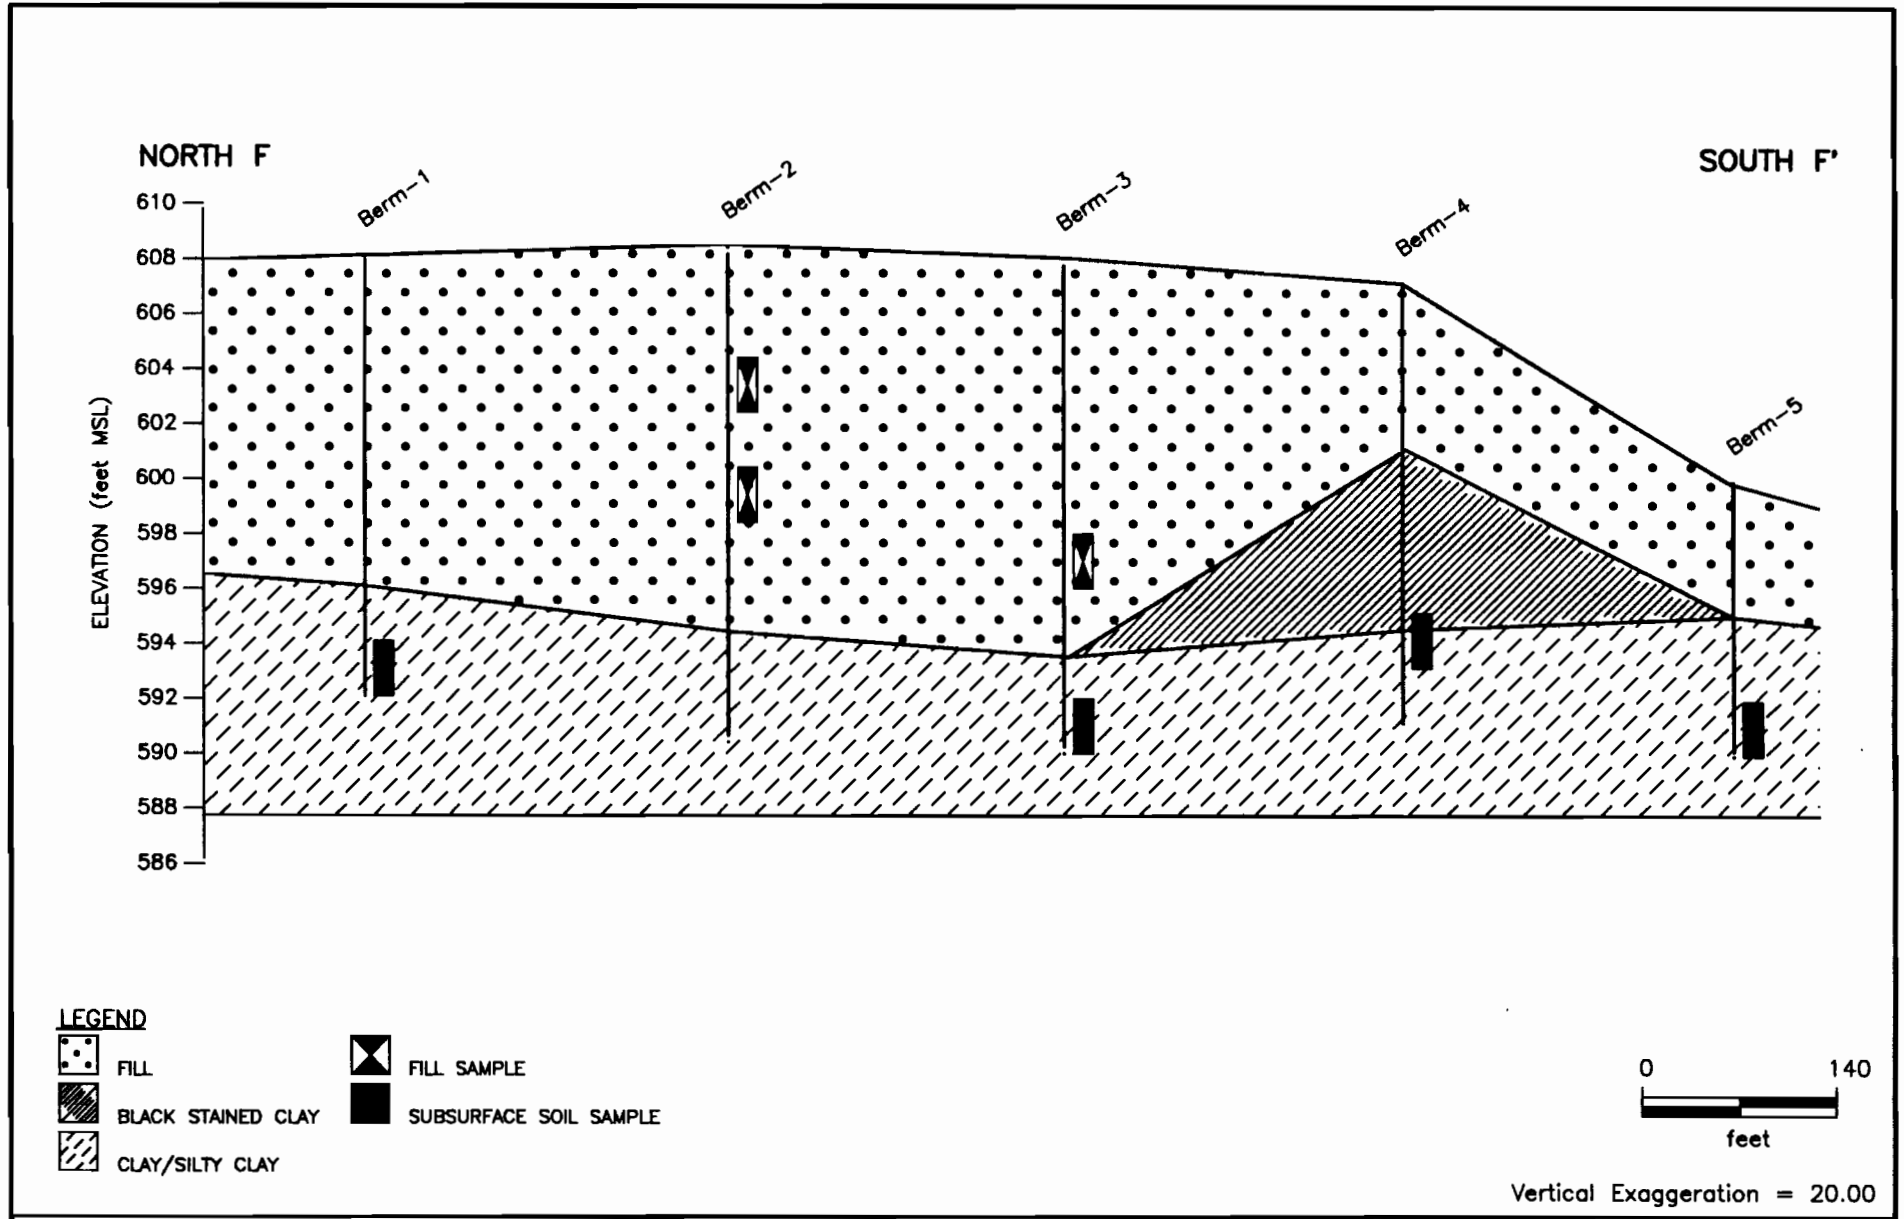 NORTH F
SOUTH F'
Berm-1
Berm-2
Berm-3
Berm-4
Berm-5
610
608
606
604
602
600
598
596
594
592
590
588
586
ELEVATION (feet MSL)
LEGEND
FILL
BLACK STAINED CLAY
CLAY/SILTY CLAY
FILL SAMPLE
SUBSURFACE SOIL SAMPLE
0 140
feet
Vertical Exaggeration = 20.00